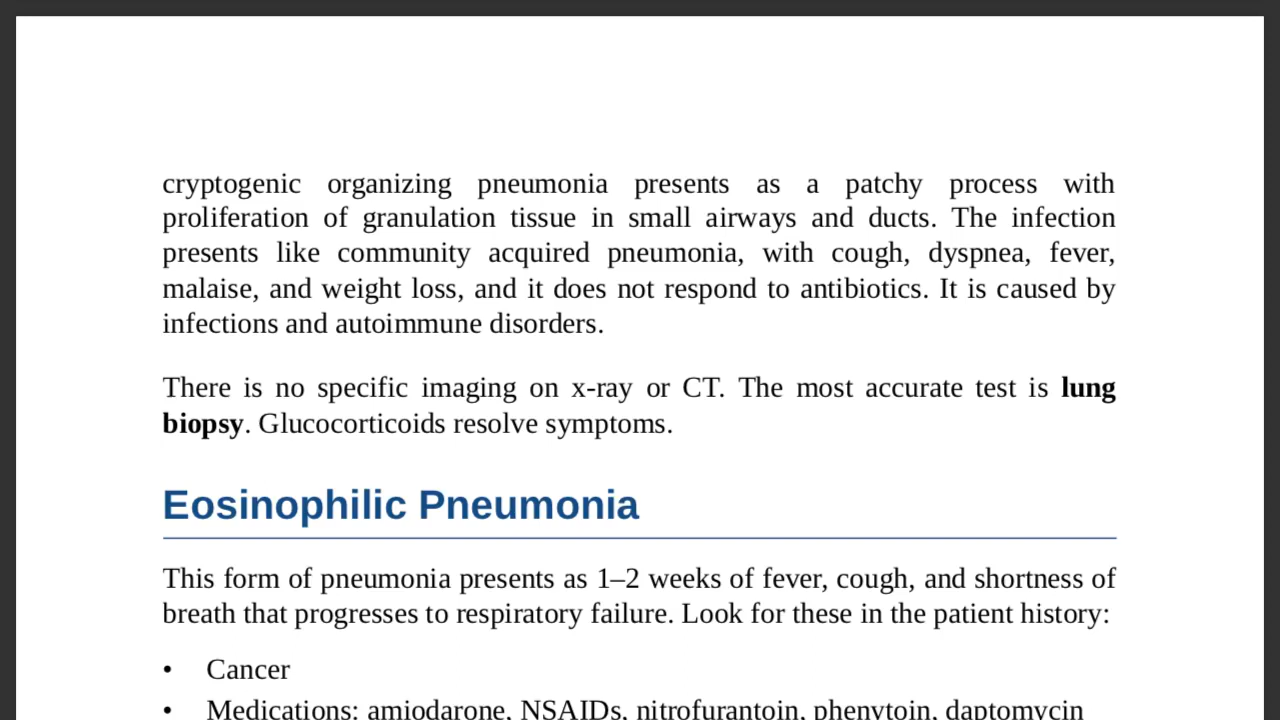 cryptogenic organizing pneumonia presents as a patchy process with
proliferation of granulation tissue in small airways and ducts. The infection
presents like community acquired pneumonia, with cough, dyspnea, fever,
malaise, and weight loss, and it does not respond to antibiotics. It is caused by
infections and autoimmune disorders.
There is no specific imaging on x-ray or CT. The most accurate test is lung
biopsy. Glucocorticoids resolve symptoms.
Eosinophilic Pneumonia
This form of pneumonia presents as 1–2 weeks of fever, cough, and shortness of
breath that progresses to respiratory failure. Look for these in the patient history:
• Cancer
• Medications: amiodarone, NSAIDs, nitrofurantoin, phenytoin, daptomycin